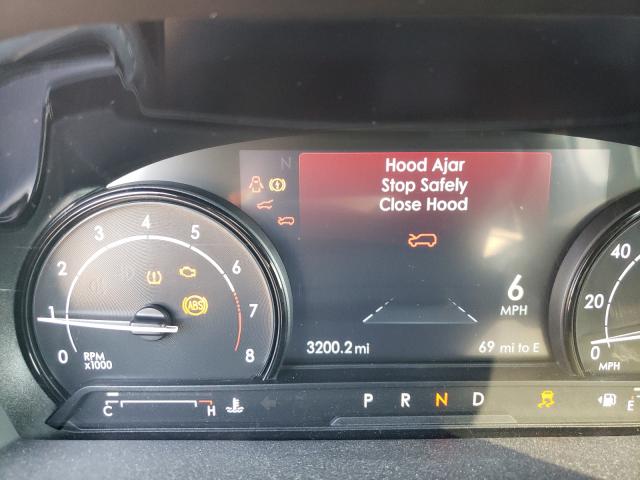 N
Hood Ajar
Stop Safely
Close Hood
4
5
3
6
2
7
1
8
0
ABS
RPM
x1000
6
MPH
3200.2 mi
69 mi to E
40
20
0
MPH
C
H
P R N D
E